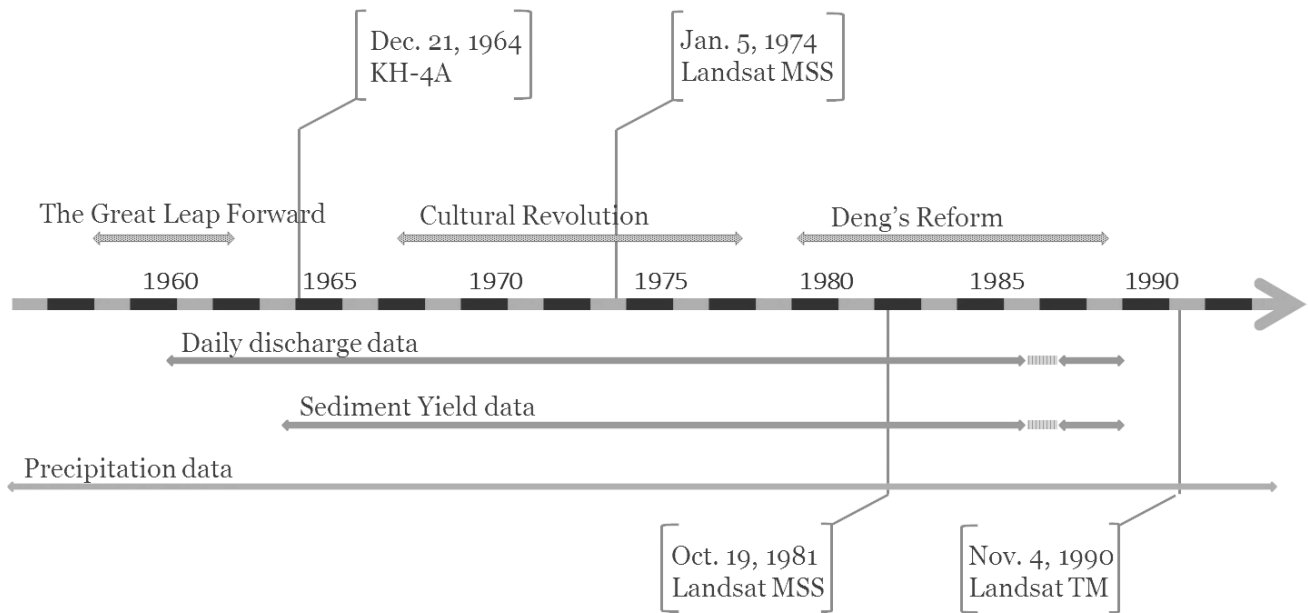 Dec. 21, 1964
KH-4A
Jan. 5, 1974
Landsat MSS
The Great Leap Forward
Cultural Revolution
Deng's Reform
1960
1965
1970
1975
1980
1985
1990
Daily discharge data
Sediment Yield data
Precipitation data
Oct. 19, 1981
Landsat MSS
Nov. 4, 1990
Landsat TM